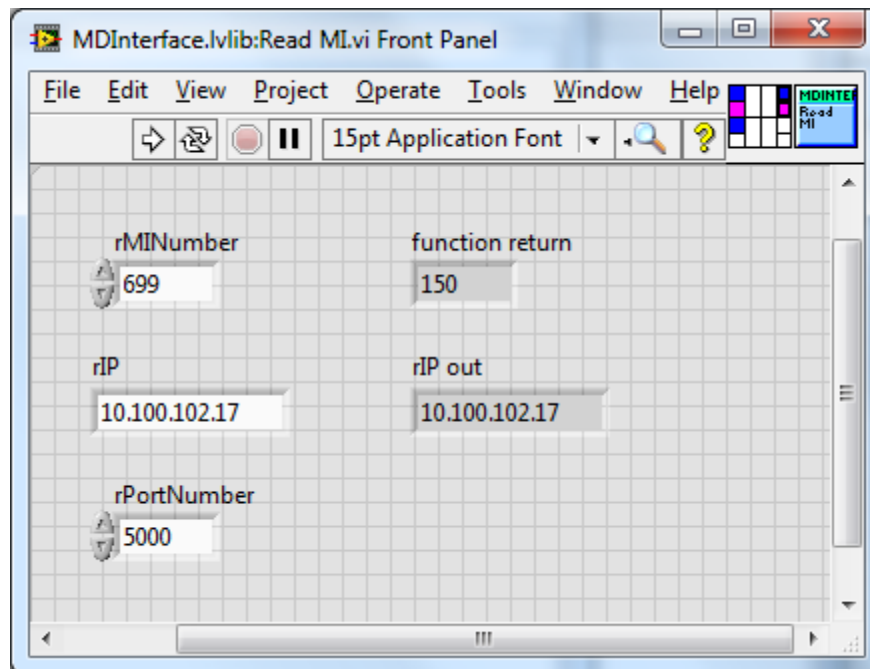 MDInterface.lvlib:Read MI.vi Front Panel
File Edit View Project Operate Tools Window Help
15pt Application Font
MDINTE
Read
MI
rMINumber function return
699 150
rIP rIP out
10.100.102.17 10.100.102.17
rPortNumber
5000